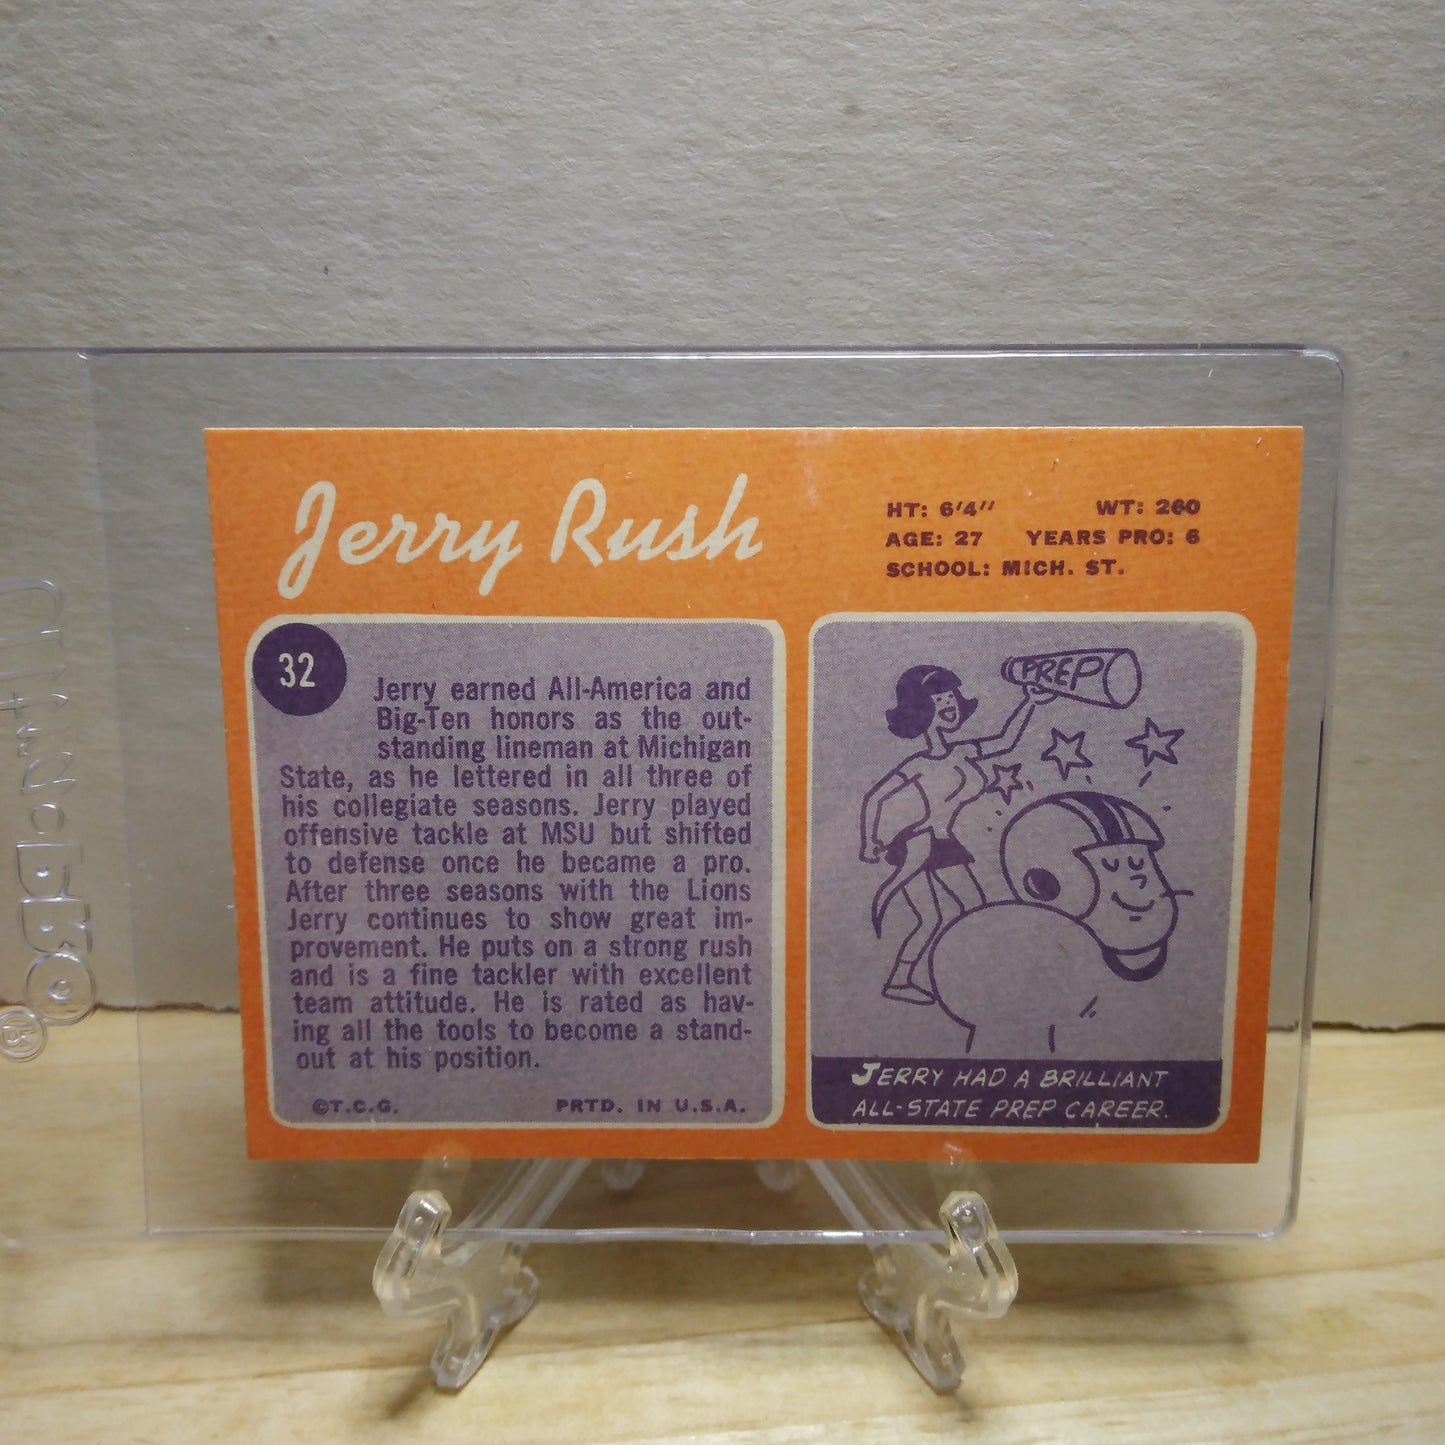 Jerry Rush
HT: 6'4" WT: 260
AGE: 27 YEARS PRO: 6
SCHOOL: MICH. ST.
32
Jerry earned All-America and
Big-Ten honors as the out-
standing lineman at Michigan
State, as he lettered in all three of
his collegiate seasons. Jerry played
offensive tackle at MSU but shifted
to defense once he became a pro.
After three seasons with the Lions
Jerry continues to show great im-
provement. He puts on a strong rush
and is a fine tackler with excellent
team attitude. He is rated as hav-
ing all the tools to become a stand-
out at his position.
©T.C.G. PRTD. IN U.S.A.
PREP
JERRY HAD A BRILLIANT
ALL-STATE PREP CAREER.